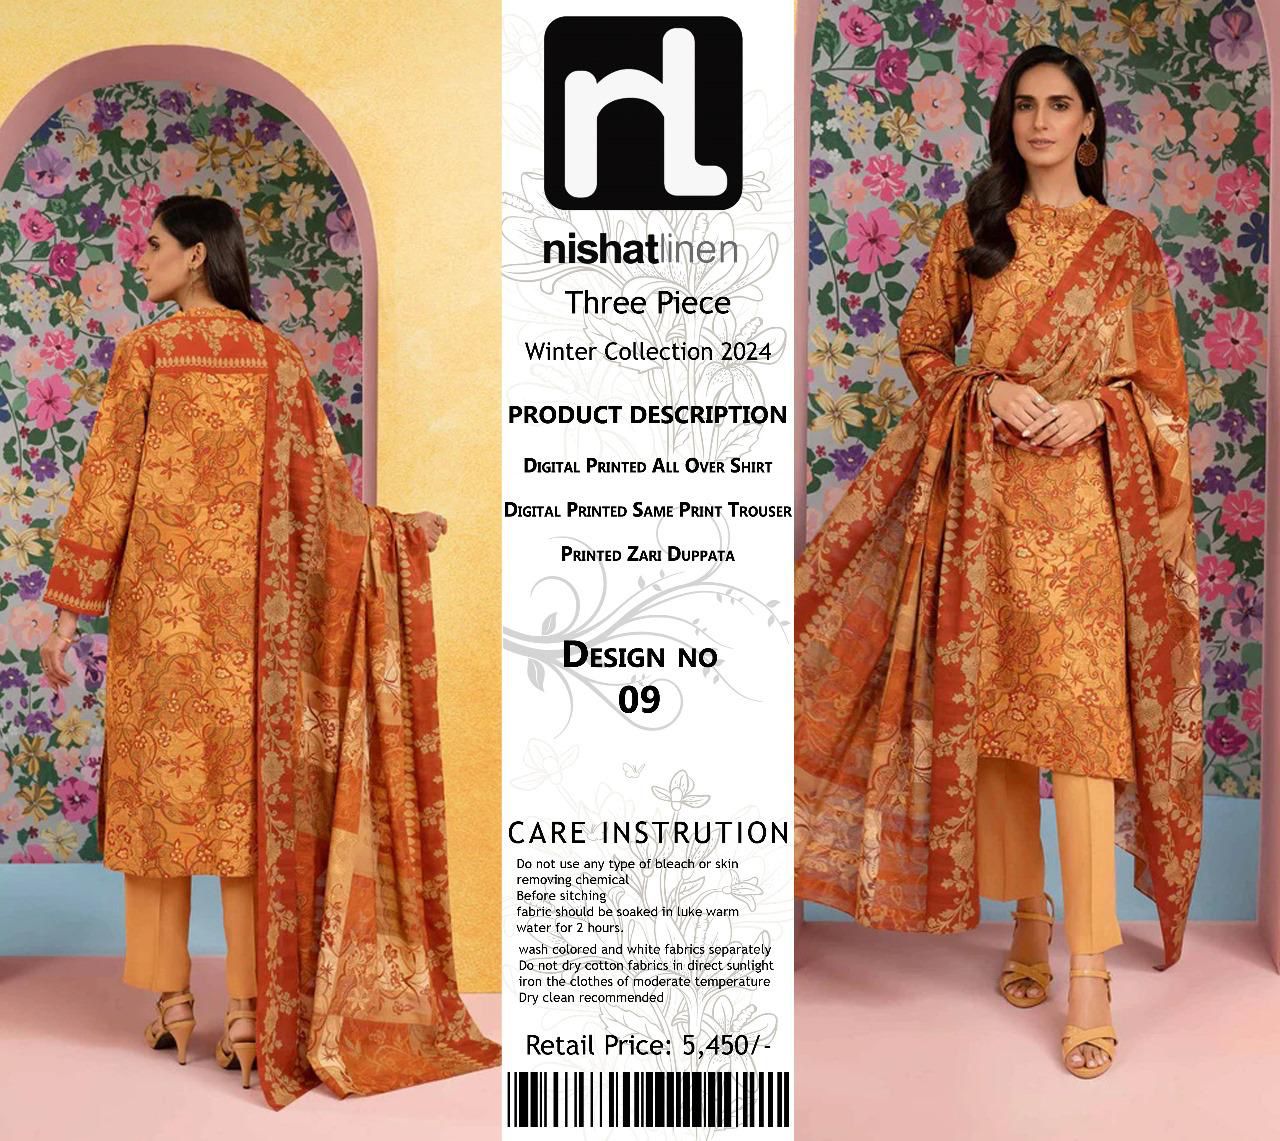 nl
nishatlinen
Three Piece
Winter Collection 2024
PRODUCT DESCRIPTION
DIGITAL PRINTED ALL OVER SHIRT
DIGITAL PRINTED SAME PRINT TROUSER
PRINTED ZARI DUPPATA
DESIGN NO
09
CARE INSTRUTION
Do not use any type of bleach or skin
removing chemical
Before sitching
fabric should be soaked in luke warm
water for 2 hours.
wash colored and white fabrics separately
Do not dry cotton fabrics in direct sunlight
iron the clothes of moderate temperature
Dry clean recommended
Retail Price: 5,450/-